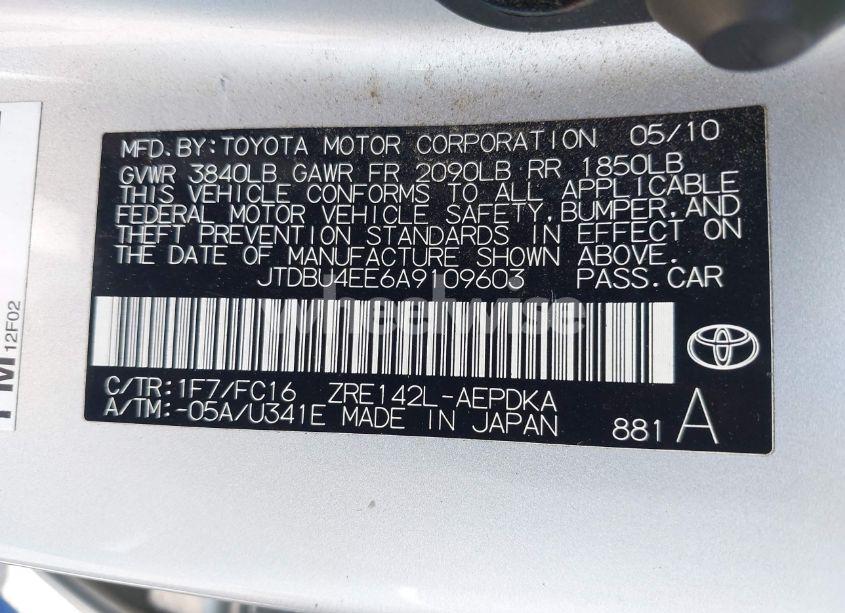 MFD.BY:TOYOTA MOTOR CORPORATION 05/10
GVWR 3840LB GAWR FR 2090LB RR 1850LB
THIS VEHICLE CONFORMS TO ALL APPLICABLE
FEDERAL MOTOR VEHICLE SAFETY,BUMPER,AND
THEFT PREVENTION STANDARDS IN EFFECT ON
THE DATE OF MANUFACTURE SHOWN ABOVE.
JTDBU4EE6A9109603 PASS.CAR
wheelwise
C/TR:1F7/FC16 ZRE142L-AEPDKA
A/TM:-05A/U341E MADE IN JAPAN 881 A
12F02